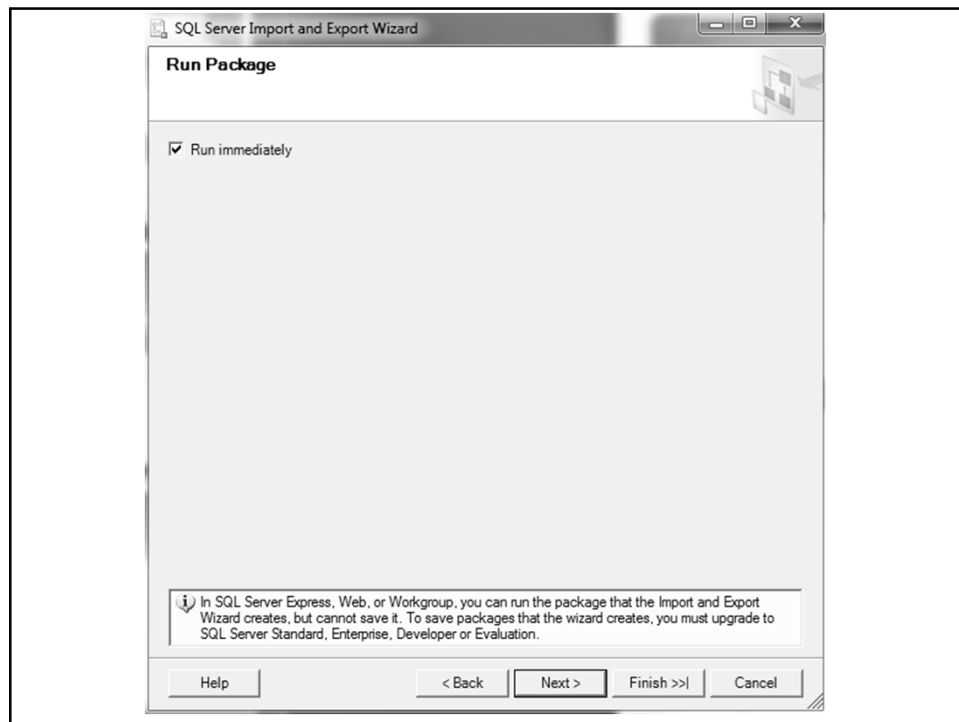 SQL Server Import and Export Wizard
Run Package
Run immediately
In SQL Server Express, Web, or Workgroup, you can run the package that the Import and Export
Wizard creates, but cannot save it. To save packages that the wizard creates, you must upgrade to
SQL Server Standard, Enterprise, Developer or Evaluation.
Help
< Back
Next >
Finish >>|
Cancel